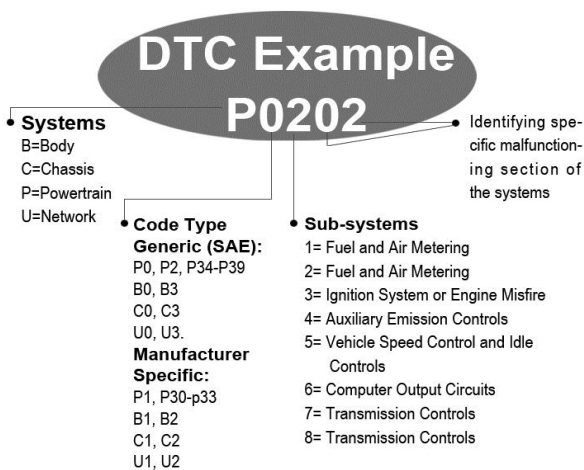 DTC Example
P0202
Systems
B=Body
C=Chassis
P=Powertrain
U=Network
Code Type
Generic (SAE):
P0, P2, P34-P39
B0, B3
C0, C3
U0, U3.
Manufacturer
Specific:
P1, P30-p33
B1, B2
C1, C2
U1, U2
Sub-systems
1= Fuel and Air Metering
2= Fuel and Air Metering
3= Ignition System or Engine Misfire
4= Auxiliary Emission Controls
5= Vehicle Speed Control and Idle
Controls
6= Computer Output Circuits
7= Transmission Controls
8= Transmission Controls
Identifying spe-
cific malfunction-
ing section of
the systems